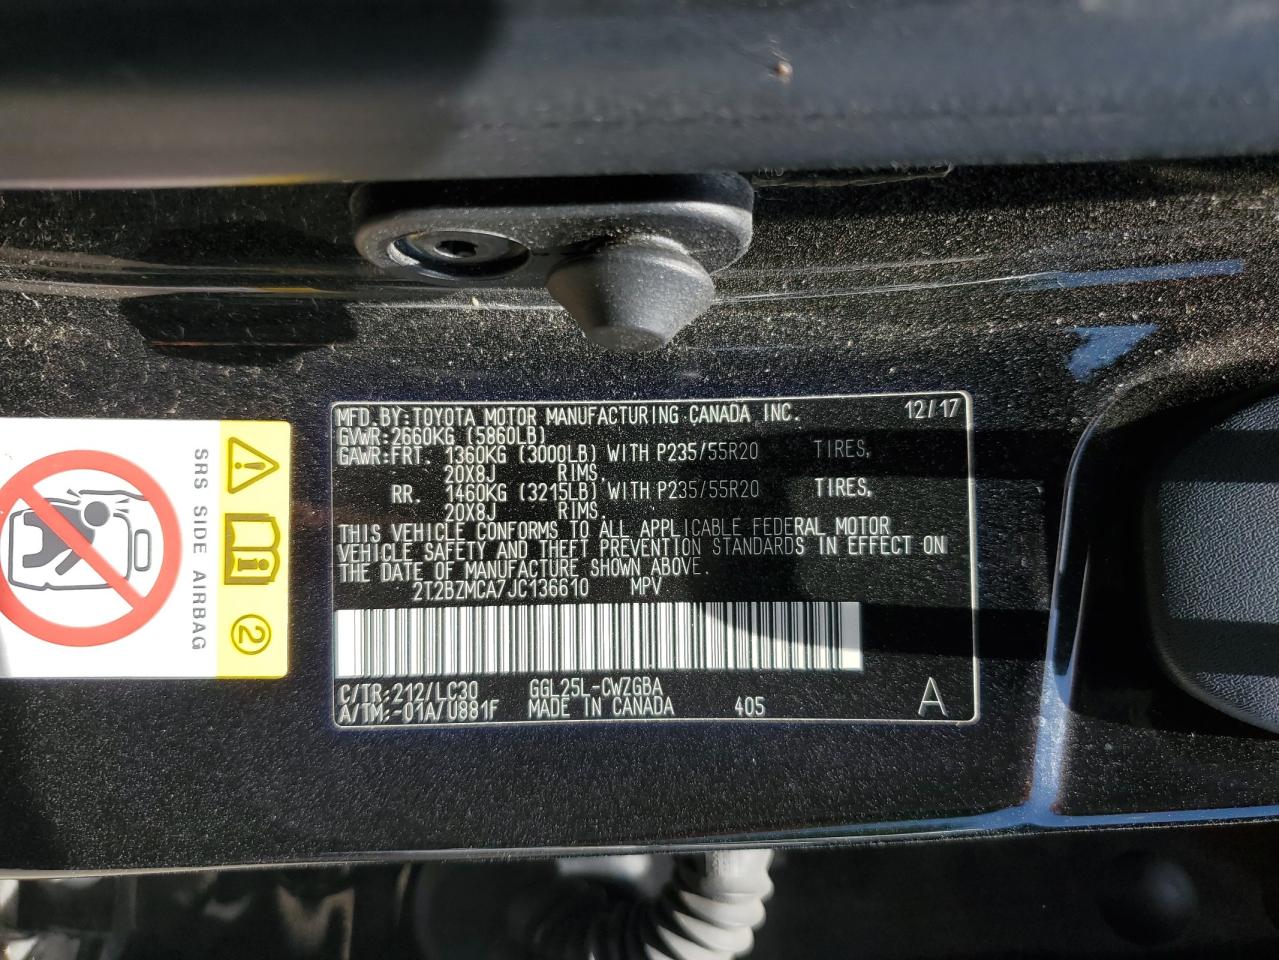 MFD.BY:TOYOTA MOTOR MANUFACTURING CANADA INC. 12/17
GVWR:2660KG (5860LB)
GAWR:FRT. 1360KG (3000LB) WITH P235/55R20 TIRES,
20X8J RIMS,
RR. 1460KG (3215LB) WITH P235/55R20 TIRES,
20X8J RIMS.
THIS VEHICLE CONFORMS TO ALL APPLICABLE FEDERAL MOTOR
VEHICLE SAFETY AND THEFT PREVENTION STANDARDS IN EFFECT ON
THE DATE OF MANUFACTURE SHOWN ABOVE.
2T2BZMCA7JC136610 MPV
C/TR:212/LC30 GGL25L-CWZGBA
A/TM:-01A/U881F MADE IN CANADA 405 A
SRS SIDE AIRBAG
2